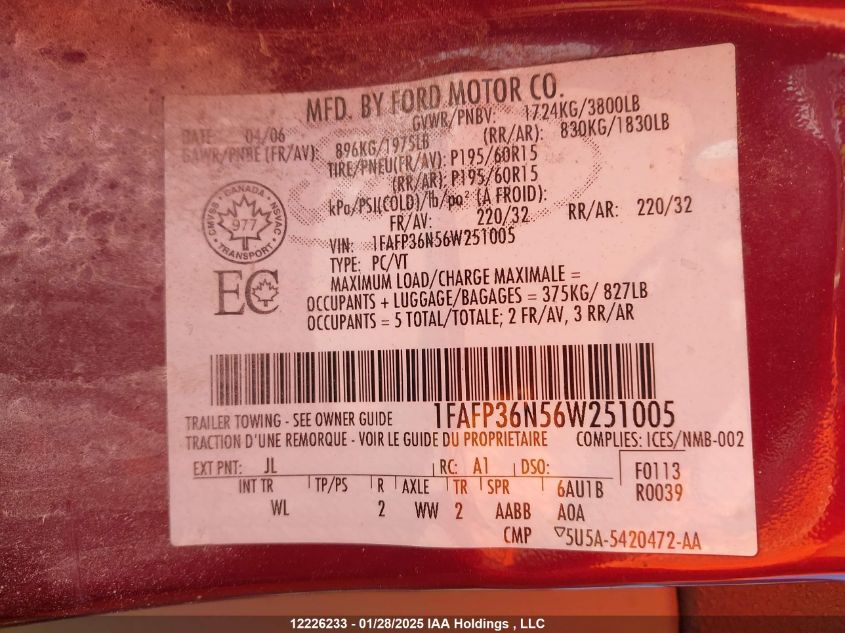 MFD. BY FORD MOTOR CO.
DATE 04/06 GVWR/PNBV: 1724KG/3800LB
GAWR/PNBE (FR/AV): 896KG/1975LB (RR/AR): 830KG/1830LB
TIRE/PNEU(FR/AV): P195/60R15
(RR/AR): P195/60R15
kPa/PSI(COLD)/lb/po² (A FROID):
FR/AV: 220/32 RR/AR: 220/32
VIN: 1FAFP36N56W251005
TYPE: PC/VT
CANADA
CMVSS NSVAC
977
TRANSPORT
EC
MAXIMUM LOAD/CHARGE MAXIMALE =
OCCUPANTS + LUGGAGE/BAGAGES = 375KG/ 827LB
OCCUPANTS = 5 TOTAL/TOTALE; 2 FR/AV, 3 RR/AR
TRAILER TOWING - SEE OWNER GUIDE 1FAFP36N56W251005
TRACTION D'UNE REMORQUE - VOIR LE GUIDE DU PROPRIETAIRE COMPLIES: ICES/NMB-002
EXT PNT: JL RC: A1 DSO: F0113
INT TR TP/PS R AXLE TR SPR 6AU1B R0039
WL 2 WW 2 AABB A0A
CMP ▽5U5A-5420472-AA
12226233 - 01/28/2025 IAA Holdings , LLC